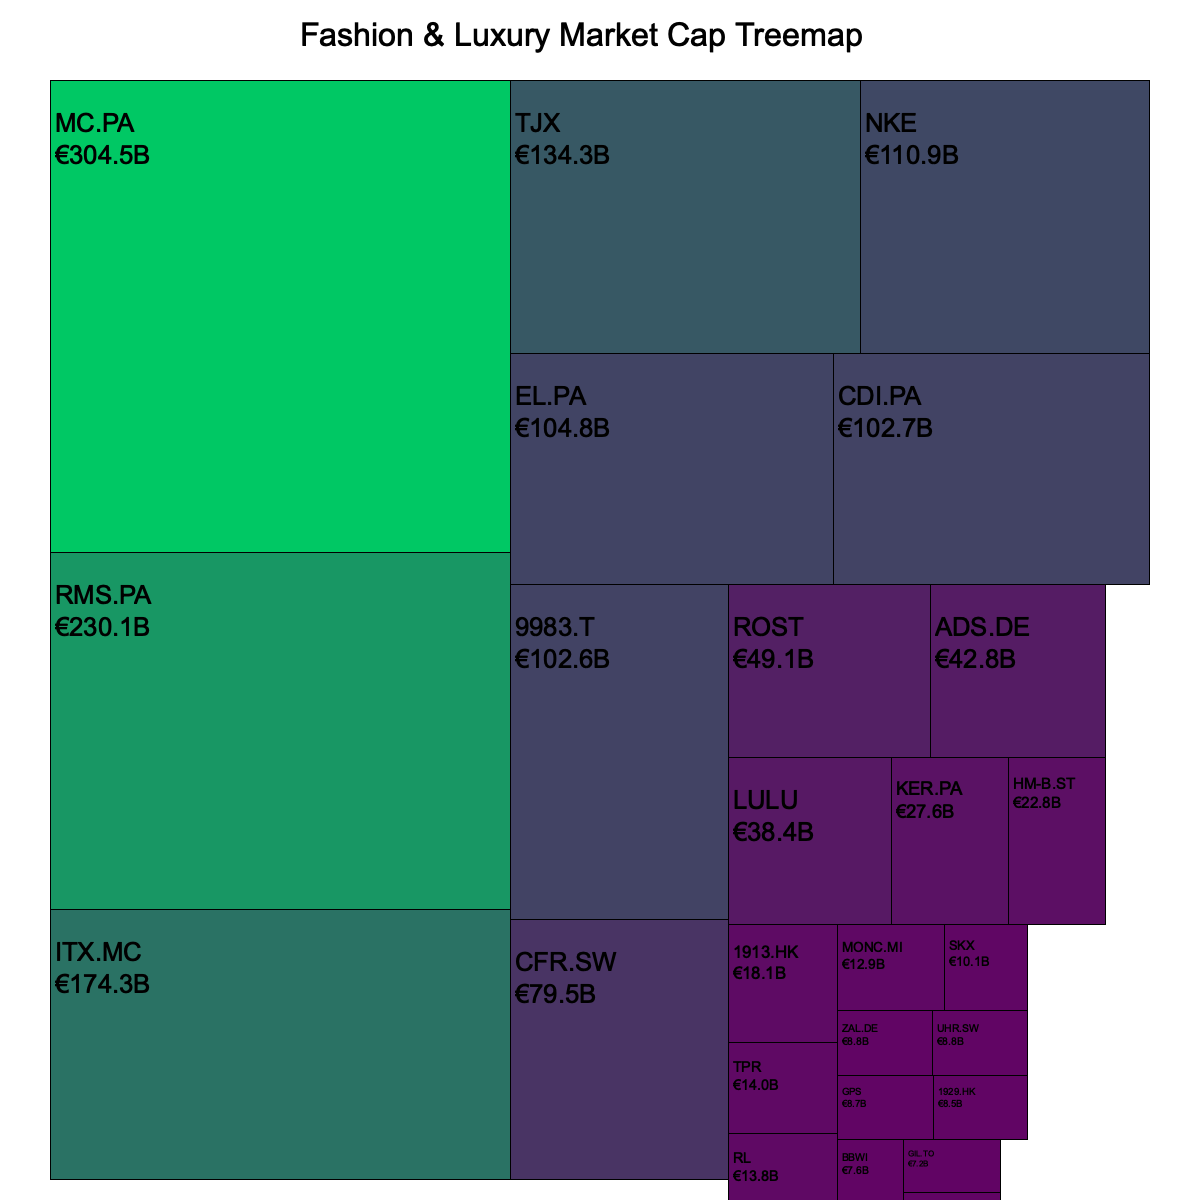 Fashion & Luxury Market Cap Treemap
MC.PA
€304.5B
TJX
€134.3B
NKE
€110.9B
EL.PA
€104.8B
CDI.PA
€102.7B
RMS.PA
€230.1B
9983.T
€102.6B
ROST
€49.1B
ADS.DE
€42.8B
LULU
€38.4B
KER.PA
€27.6B
HM-B.ST
€22.8B
ITX.MC
€174.3B
CFR.SW
€79.5B
1913.HK
€18.1B
MONC.MI
€12.9B
SKX
€10.1B
ZAL.DE
€8.8B
UHR.SW
€8.8B
TPR
€14.0B
GPS
€8.7B
1929.HK
€8.5B
RL
€13.8B
BBWI
€7.6B
GIL.TO
€7.2B